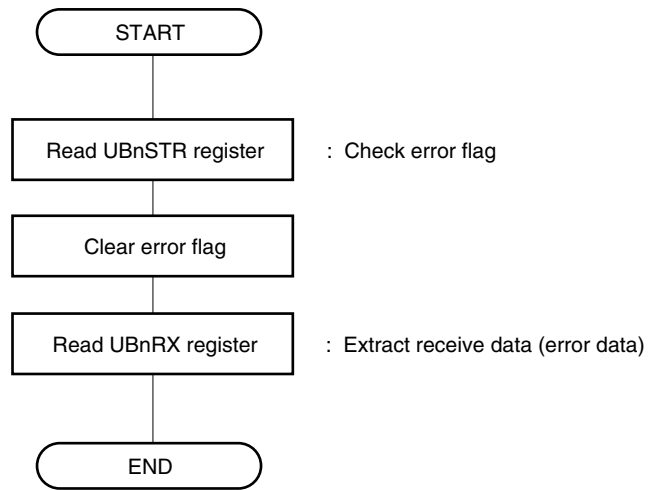 START
Read UBnSTR register : Check error flag
Clear error flag
Read UBnRX register : Extract receive data (error data)
END